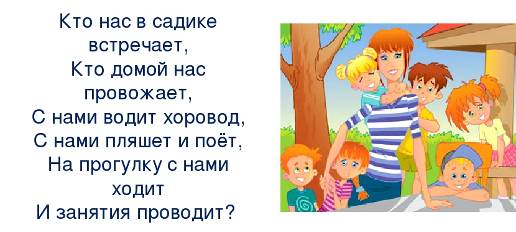 Кто нас в садике
встречает,
Кто домой нас
провожает,
С нами водит хоровод,
С нами пляшет и поёт,
На прогулку с нами
ходит
И занятия проводит?